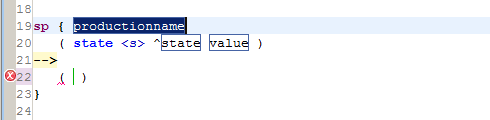 18
19 sp { productionname
20 ( state <s> ^state value )
21 -->
22 ( )
23 }
24